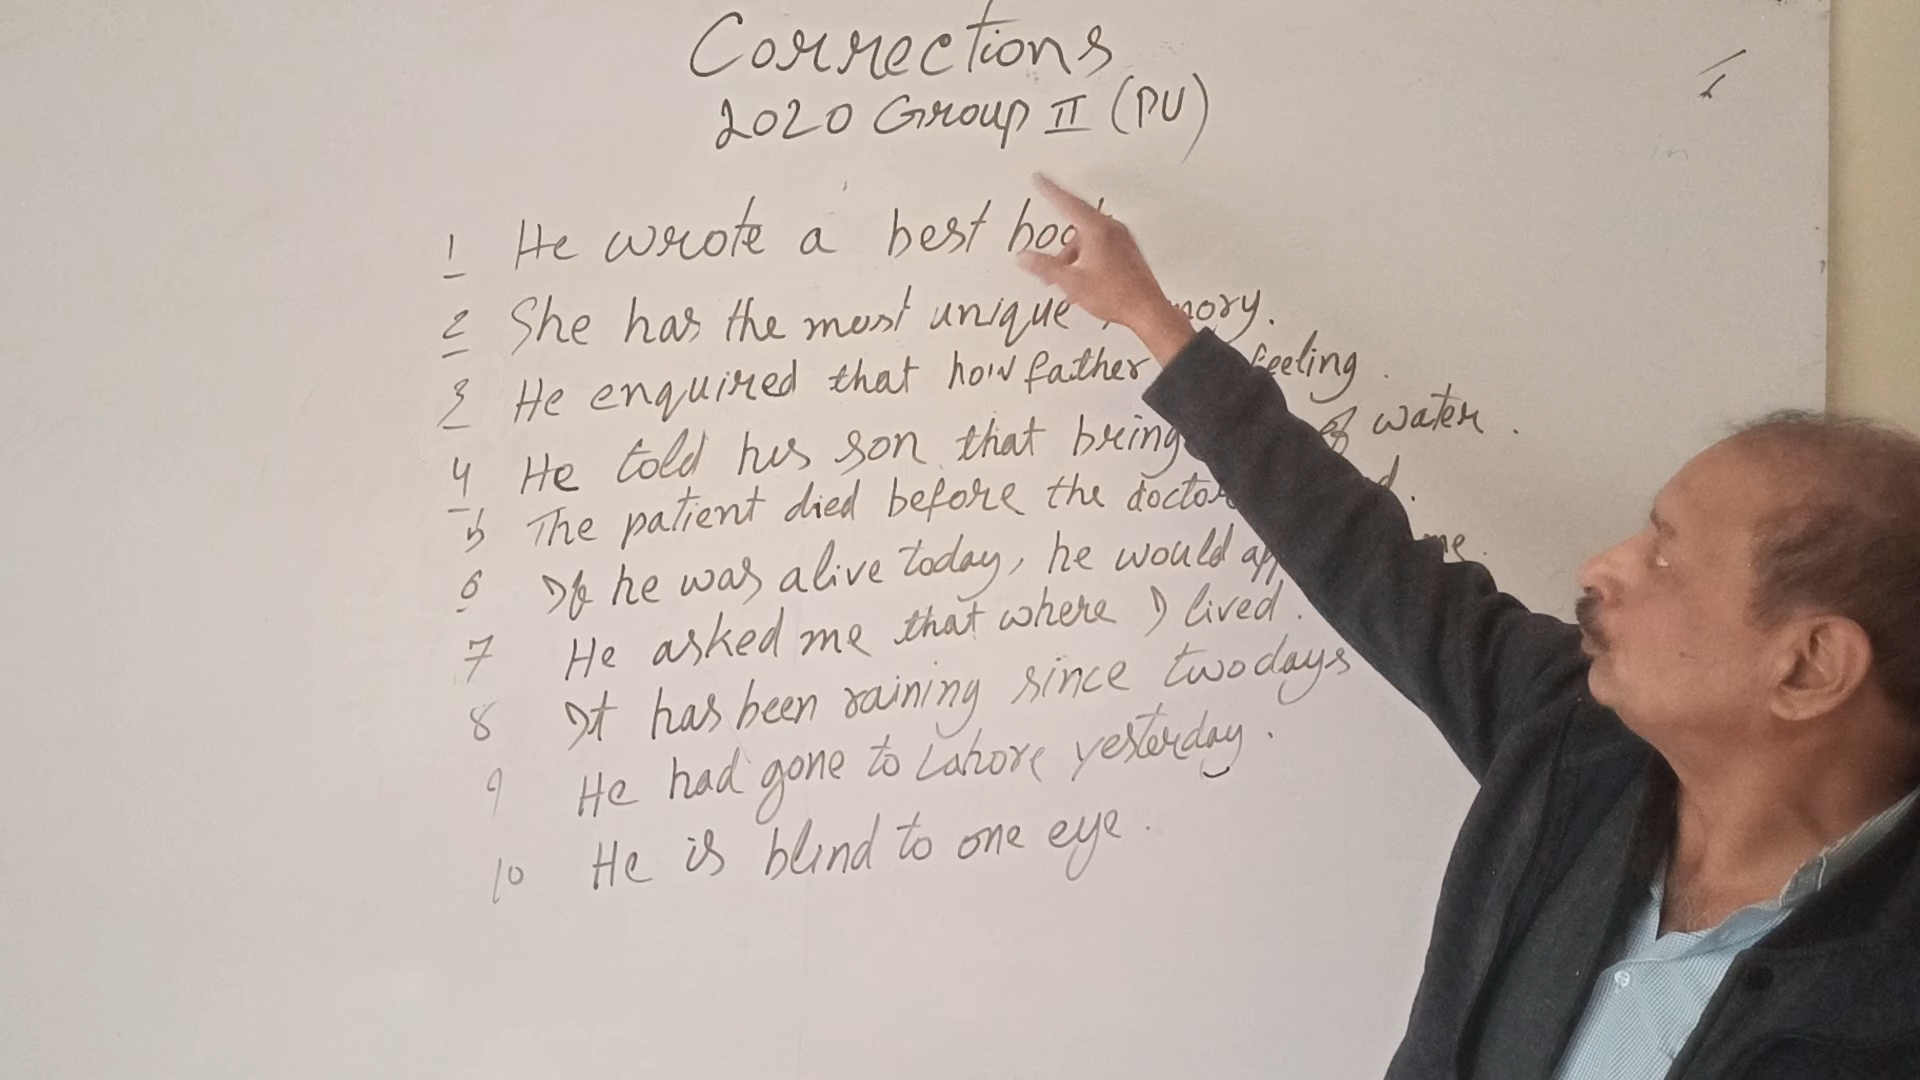 Corrections
2020 Group II (PU)
1 He wrote a best
2 She has the most unique
3 He enquired that how father feeling.
4 He told his son that bring of water.
5 The patient died before the doctor
6 If he was alive today, he would me.
7 He asked me that where I lived.
8 It has been raining since two days
9 He had gone to Lahore yesterday.
10 He is blind to one eye.